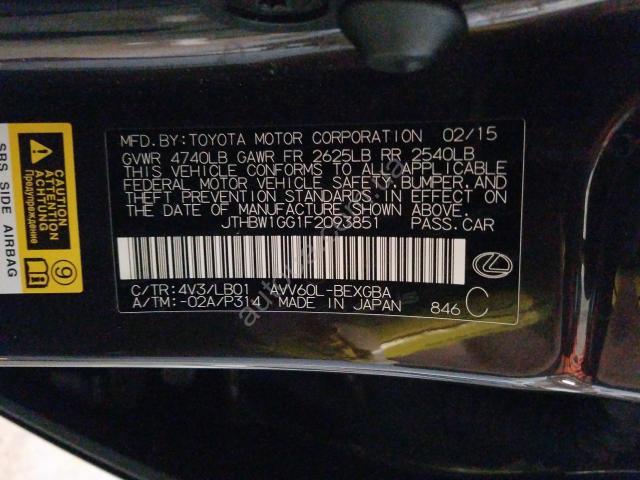 MFD.BY:TOYOTA MOTOR CORPORATION 02/15
GVWR 4740LB GAWR FR 2625LB RR 2540LB
THIS VEHICLE CONFORMS TO ALL APPLICABLE
FEDERAL MOTOR VEHICLE SAFETY, BUMPER, AND
THEFT PREVENTION STANDARDS IN EFFECT ON
THE DATE OF MANUFACTURE SHOWN ABOVE.
JTHBW1GG1F2093851 PASS.CAR
C/TR:4V3/LB01 AVV60L-BEXGBA
A/TM:-02A/P314 MADE IN JAPAN 846 C
ATTENTION
ACHTUNG
Предупреждение
SRS SIDE AIRBAG
9